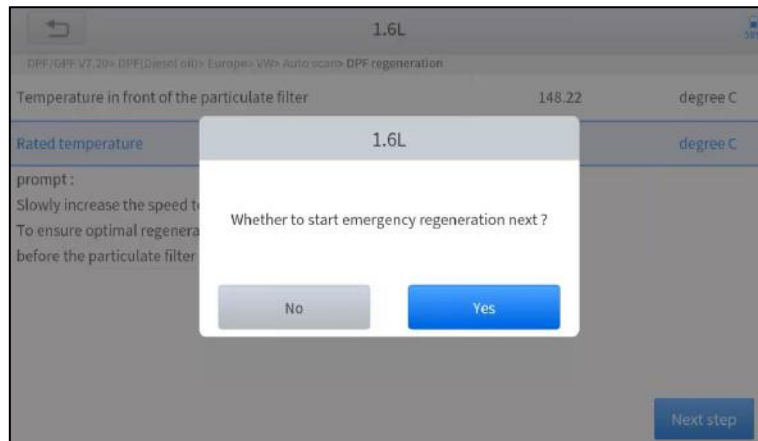 1.6L
DPF/GPF V7.20> DPF(Diesel oil)> Europe> VW> Auto scan> DPF regeneration
Temperature in front of the particulate filter 148.22 degree C
Rated temperature degree C
1.6L
prompt :
Slowly increase the speed t
To ensure optimal regenera
before the particulate filter
Whether to start emergency regeneration next ?
No Yes
Next step